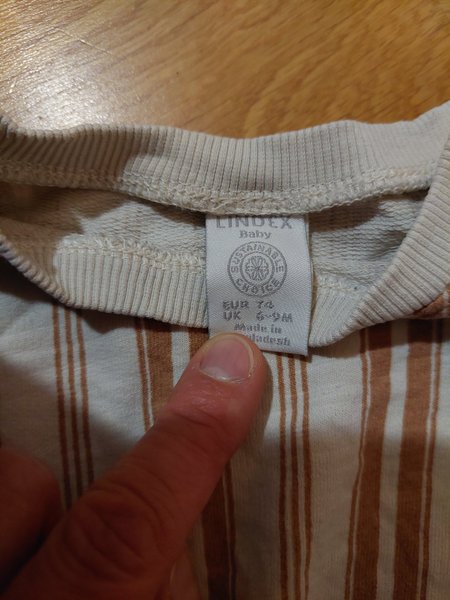 LINDEX
Baby
SUSTAINABLE
CHOICE
EUR 74
UK 6-9M
Made in